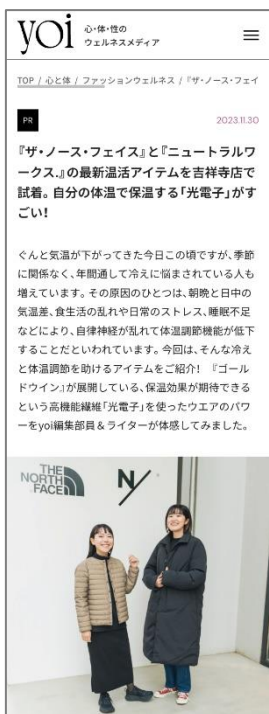 yoi
心・体・性の
ウェルネスメディア
TOP / 心と体 / ファッションウェルネス / 『ザ・ノース・フェイ
PR
2023.11.30
『ザ・ノース・フェイス』と『ニュートラルワ
ークス.』の最新温活アイテムを吉祥寺店で
試着。自分の体温で保温する「光電子」がす
ごい!
ぐんと気温が下がってきた今日この頃ですが、季節
に関係なく、年間通して冷えに悩まされている人も
増えています。その原因のひとつは、朝晩と日中の
気温差、食生活の乱れや日常のストレス、睡眠不足
などにより、自律神経が乱れて体温調節機能が低下
することだといわれています。今回は、そんな冷え
と体温調節を助けるアイテムをご紹介! 『ゴール
ドウイン』が展開している、保温効果が期待できる
という高機能繊維「光電子」を使ったウエアのパワ
ーをyoi編集部員＆ライターが体感してみました。
THE
NORTH
FACE
N/